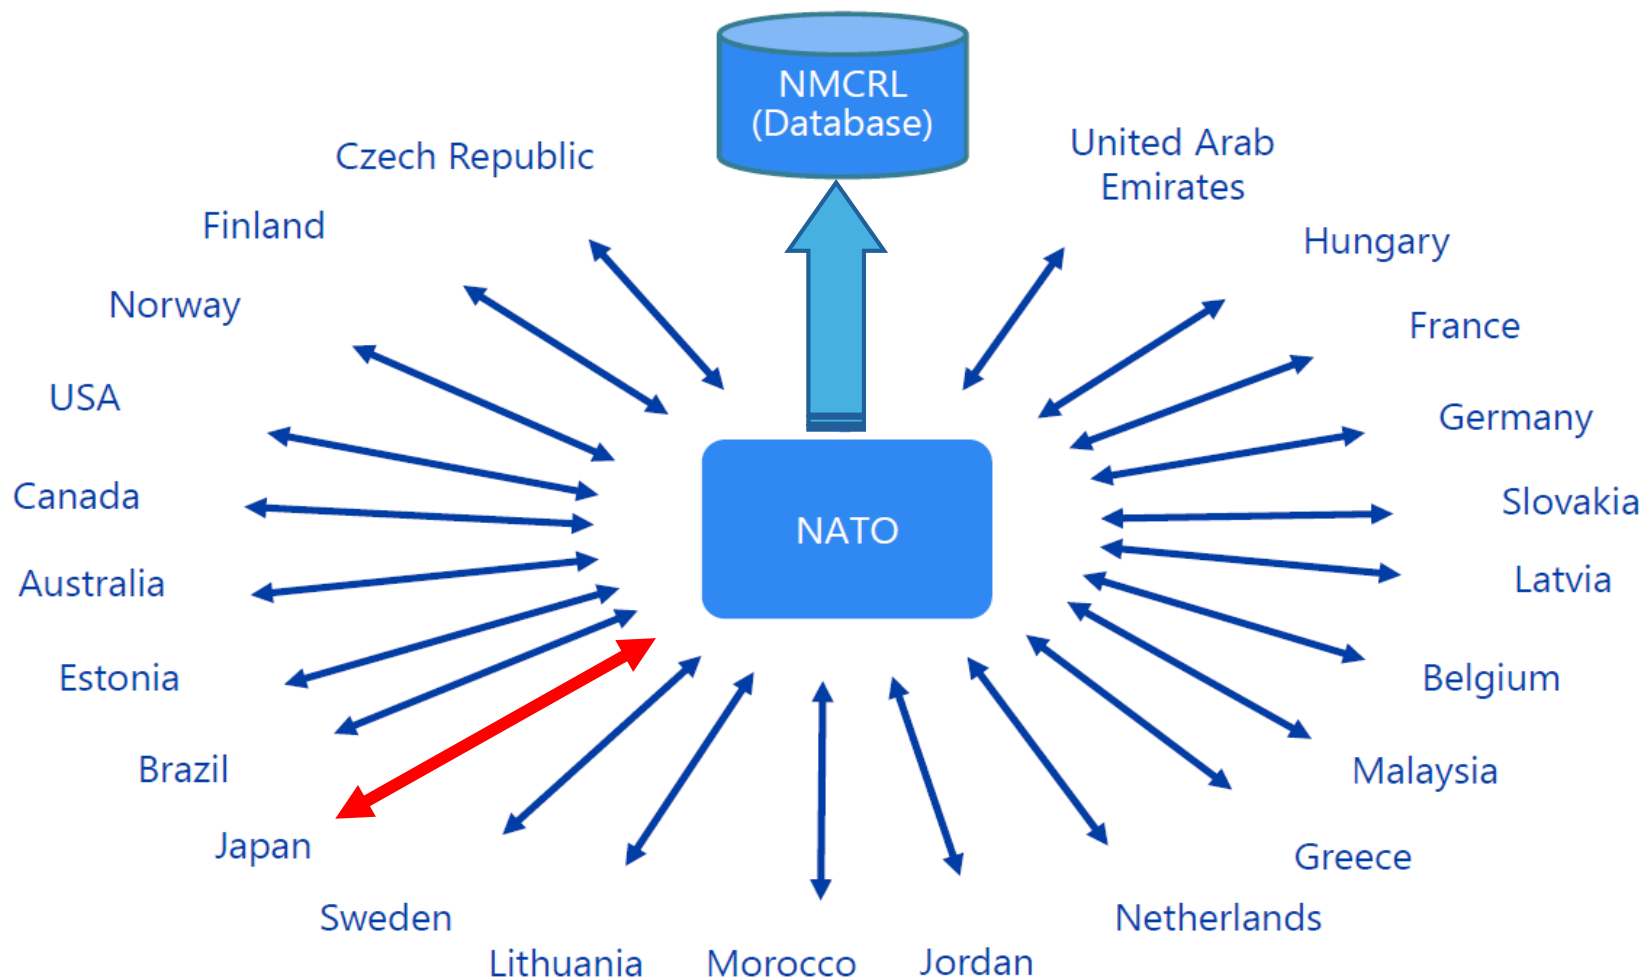 NMCRL
(Database)
Czech Republic
United Arab
Emirates
Finland
Hungary
Norway
France
USA
Germany
Canada
Slovakia
NATO
Australia
Latvia
Estonia
Belgium
Brazil
Malaysia
Japan
Greece
Sweden
Netherlands
Lithuania
Morocco
Jordan